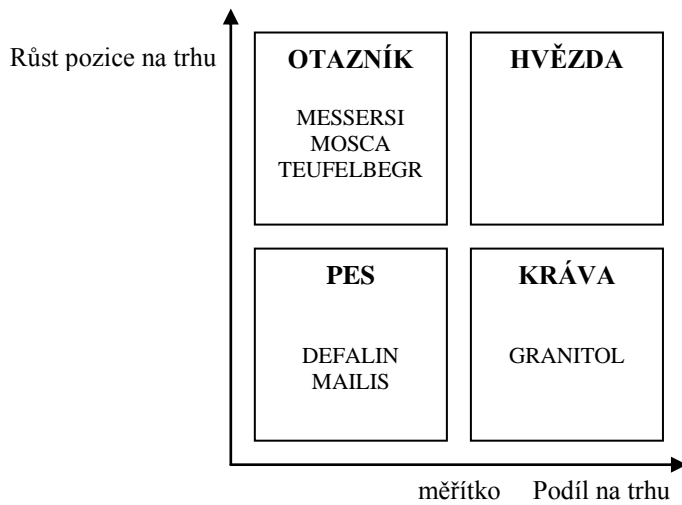 Růst pozice na trhu
OTAZNÍK
MESSERSI
MOSCA
TEUFELBEGR
HVĚZDA
PES
DEFALIN
MAILIS
KRÁVA
GRANITOL
měřítko Podíl na trhu